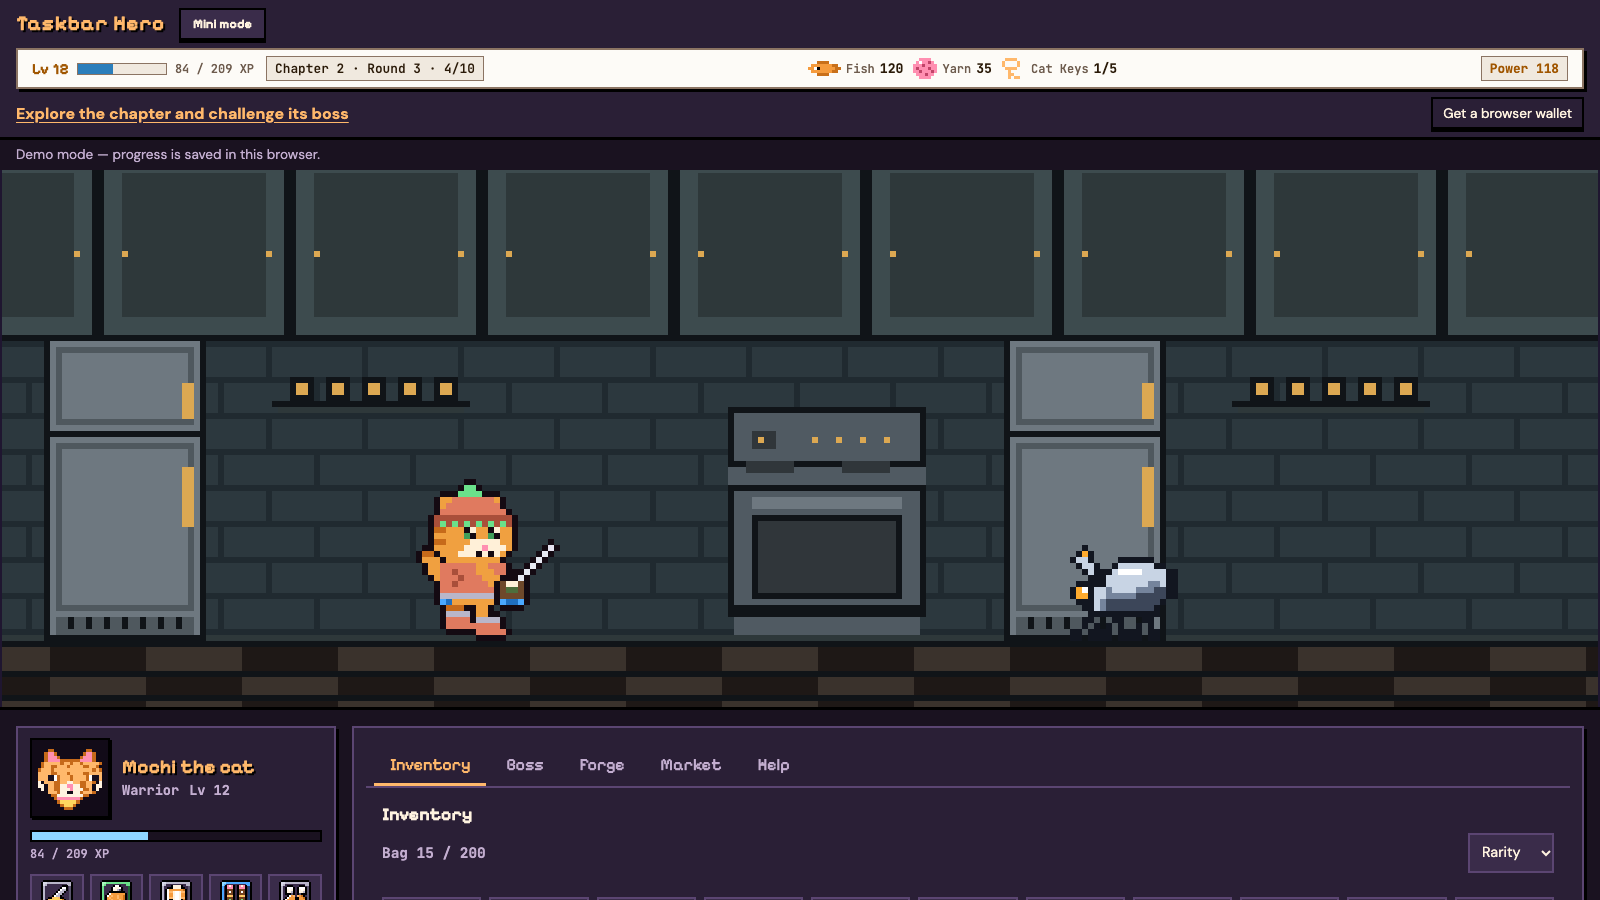 Taskbar Hero
Mini mode
Lv 12
84 / 209 XP
Chapter 2 · Round 3 · 4/10
Fish 120
Yarn 35
Cat Keys 1/5
Power 118
Explore the chapter and challenge its boss
Get a browser wallet
Demo mode — progress is saved in this browser.
Mochi the cat
Warrior Lv 12
84 / 209 XP
Inventory
Boss
Forge
Market
Help
Inventory
Bag 15 / 200
Rarity